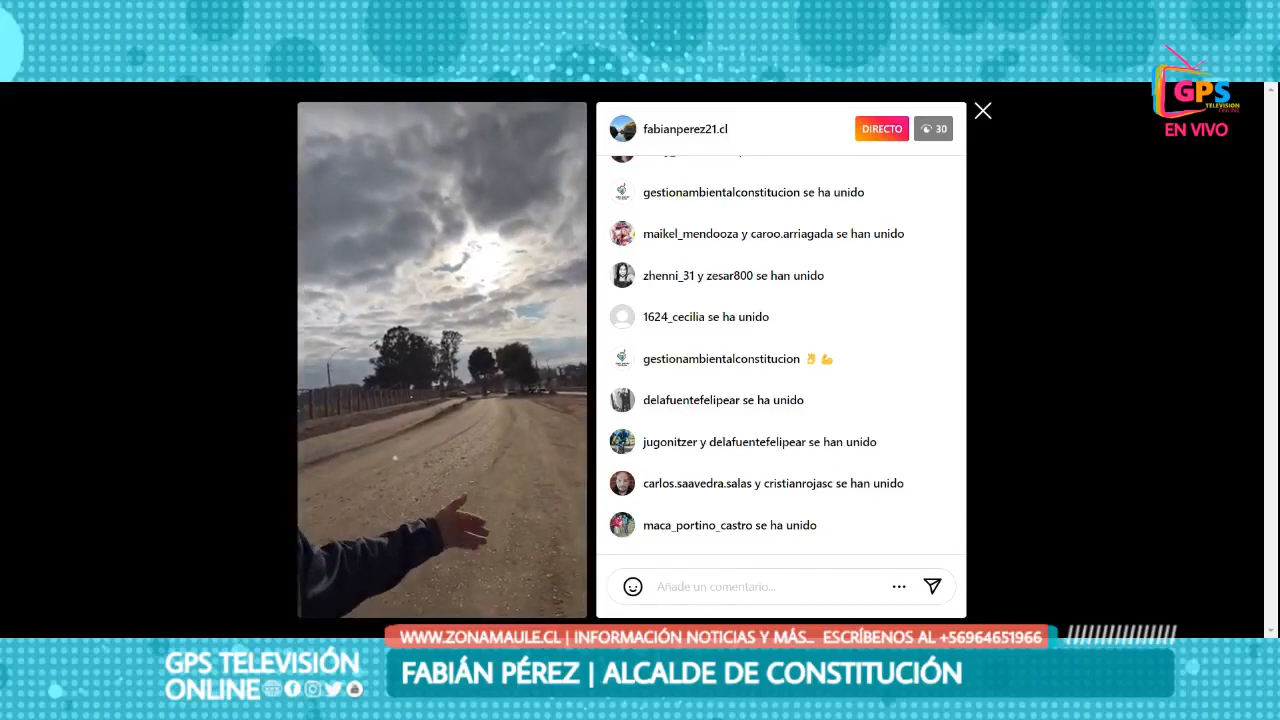 GPS
TELEVISIÓN
ONLINE
EN VIVO
fabianperez21.cl
DIRECTO
30
gestionambientalconstitucion se ha unido
maikel_mendooza y caroo.arriagada se han unido
zhenni_31 y zesar800 se han unido
1624_cecilia se ha unido
gestionambientalconstitucion 👌 💪
delafuentefelipear se ha unido
jugonitzer y delafuentefelipear se han unido
carlos.saavedra.salas y cristianrojasc se han unido
maca_portino_castro se ha unido
Añade un comentario...
WWW.ZONAMAULE.CL | INFORMACIÓN NOTICIAS Y MÁS... ESCRÍBENOS AL +56964651966
GPS TELEVISIÓN
ONLINE
FABIÁN PÉREZ | ALCALDE DE CONSTITUCIÓN